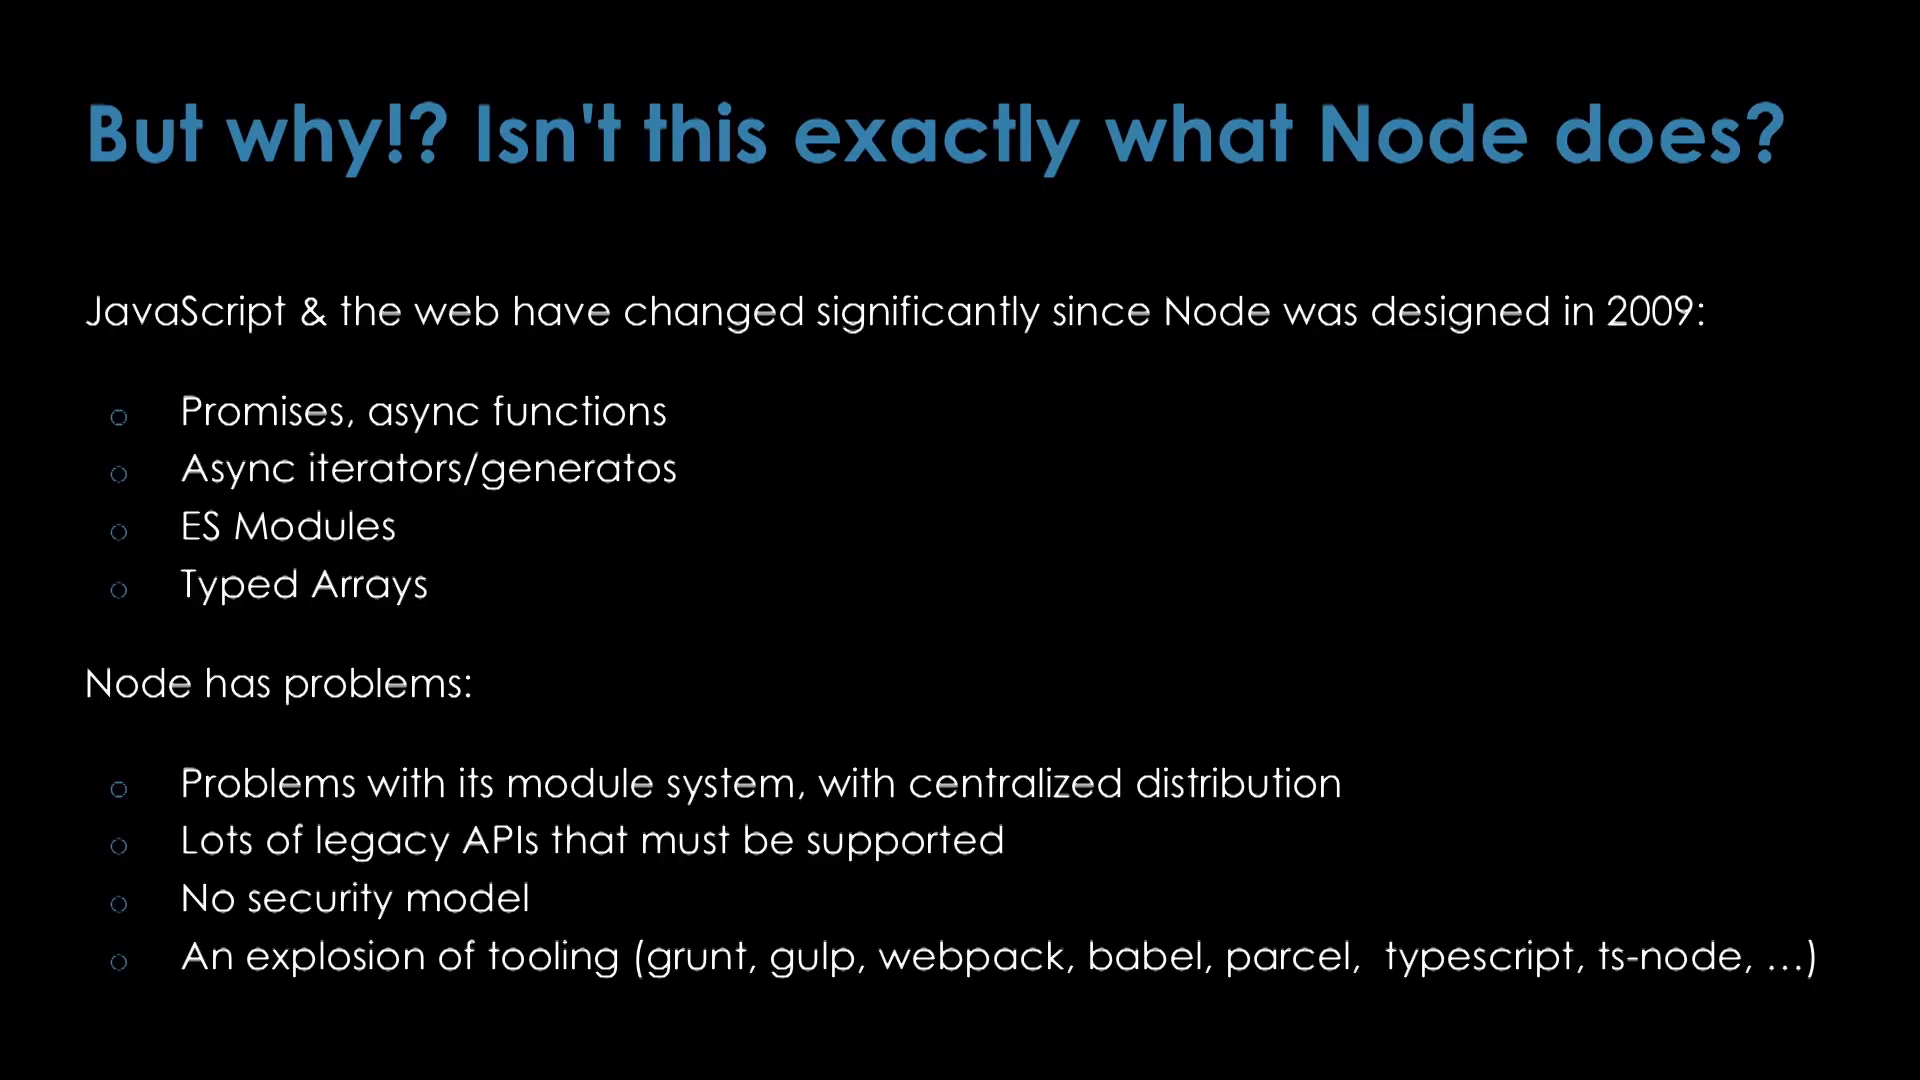 But why!? Isn't this exactly what Node does?
JavaScript & the web have changed significantly since Node was designed in 2009:
Promises, async functions
Async iterators/generatos
ES Modules
Typed Arrays
Node has problems:
Problems with its module system, with centralized distribution
Lots of legacy APIs that must be supported
No security model
An explosion of tooling (grunt, gulp, webpack, babel, parcel,  typescript, ts-node, …)